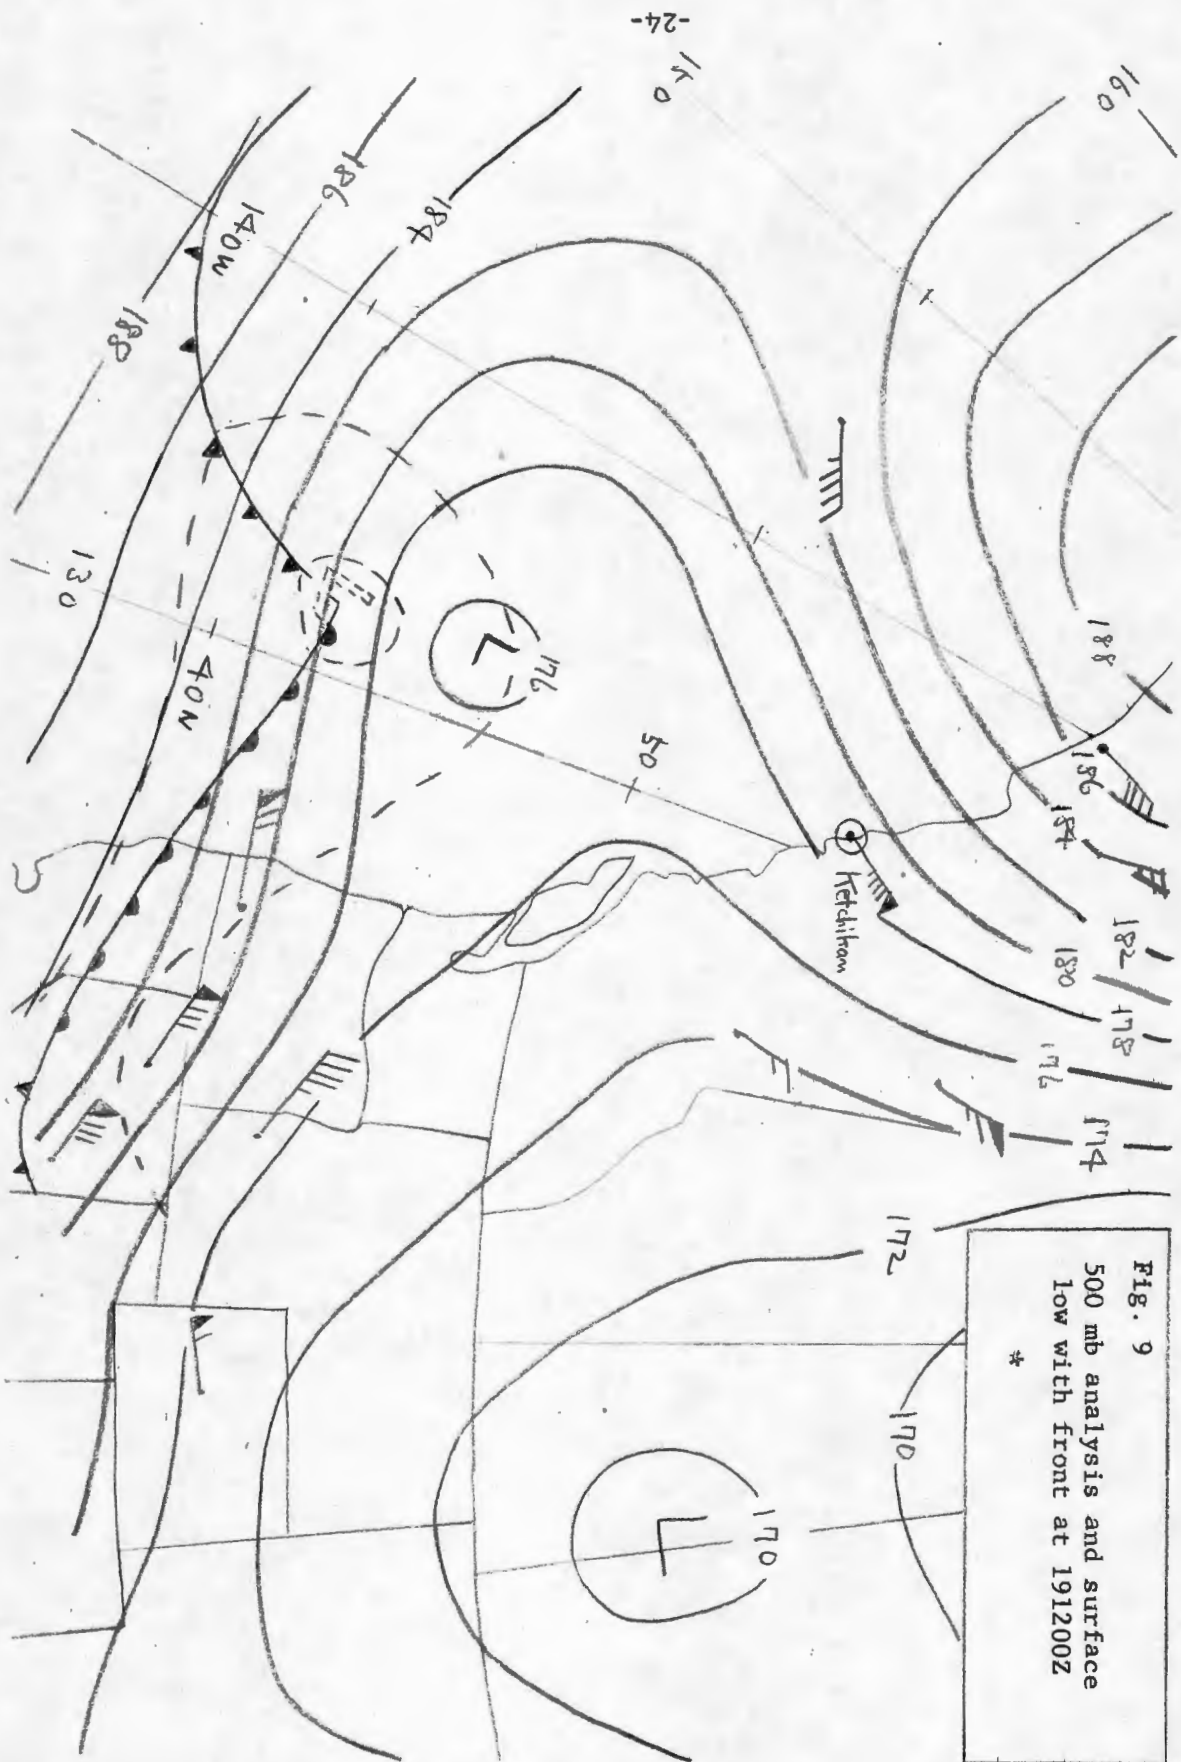 -24-
Fig. 9
500 mb analysis and surface
low with front at 191200Z
*
160
150
140W
130
188
186
184
188
186
184
182
180
178
176
174
172
170
170
L
176
L
50
40N
Ketchikan